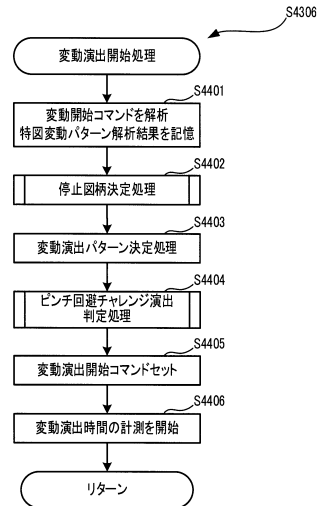 S4306
変動演出開始処理
S4401
変動開始コマンドを解析
特図変動パターン解析結果を記憶
S4402
停止図柄決定処理
S4403
変動演出パターン決定処理
S4404
ピンチ回避チャレンジ演出
判定処理
S4405
変動演出開始コマンドセット
S4406
変動演出時間の計測を開始
リターン